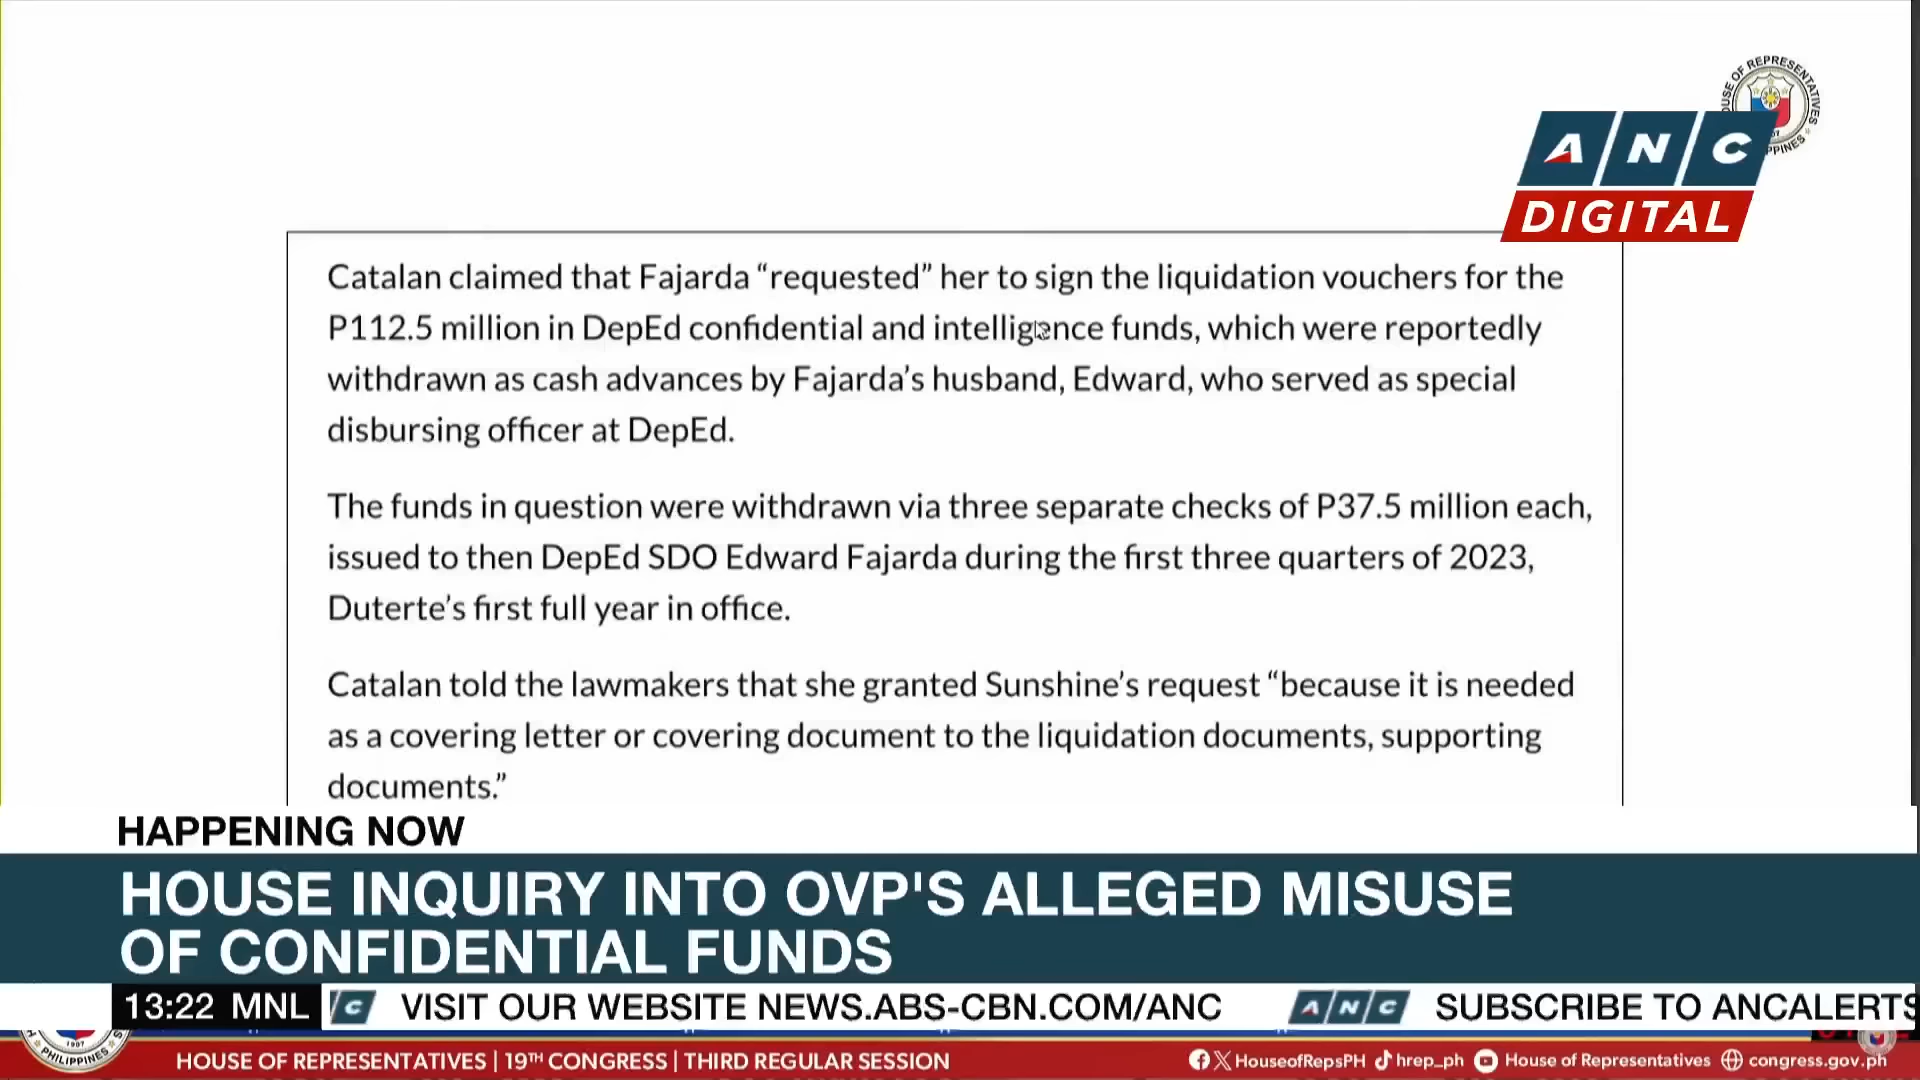 HOUSE OF REPRESENTATIVES
PPINES
ANC
DIGITAL
Catalan claimed that Fajarda “requested” her to sign the liquidation vouchers for the
P112.5 million in DepEd confidential and intelligence funds, which were reportedly
withdrawn as cash advances by Fajarda’s husband, Edward, who served as special
disbursing officer at DepEd.
The funds in question were withdrawn via three separate checks of P37.5 million each,
issued to then DepEd SDO Edward Fajarda during the first three quarters of 2023,
Duterte’s first full year in office.
Catalan told the lawmakers that she granted Sunshine’s request “because it is needed
as a covering letter or covering document to the liquidation documents, supporting
documents.”
HAPPENING NOW
HOUSE INQUIRY INTO OVP'S ALLEGED MISUSE
OF CONFIDENTIAL FUNDS
13:22 MNL C VISIT OUR WEBSITE NEWS.ABS-CBN.COM/ANC ANC SUBSCRIBE TO ANCALERTS
1907
PHILIPPINES
HOUSE OF REPRESENTATIVES | 19TH CONGRESS | THIRD REGULAR SESSION HouseofRepsPH hrep_ph House of Representatives congress.gov.ph